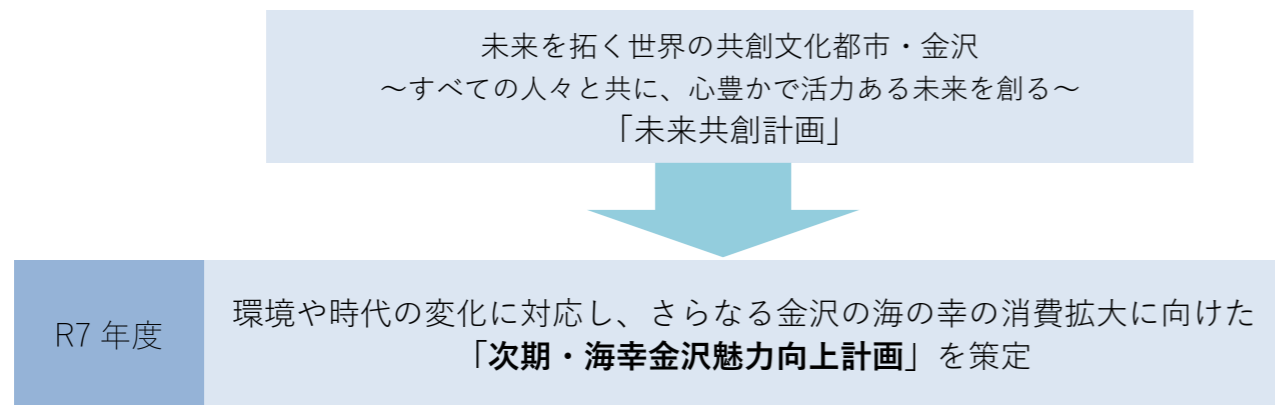 未来を拓く世界の共創文化都市・金沢
～すべての人々と共に、心豊かで活力ある未来を創る～
「未来共創計画」
R7 年度
環境や時代の変化に対応し、さらなる金沢の海の幸の消費拡大に向けた
「次期・海幸金沢魅力向上計画」を策定